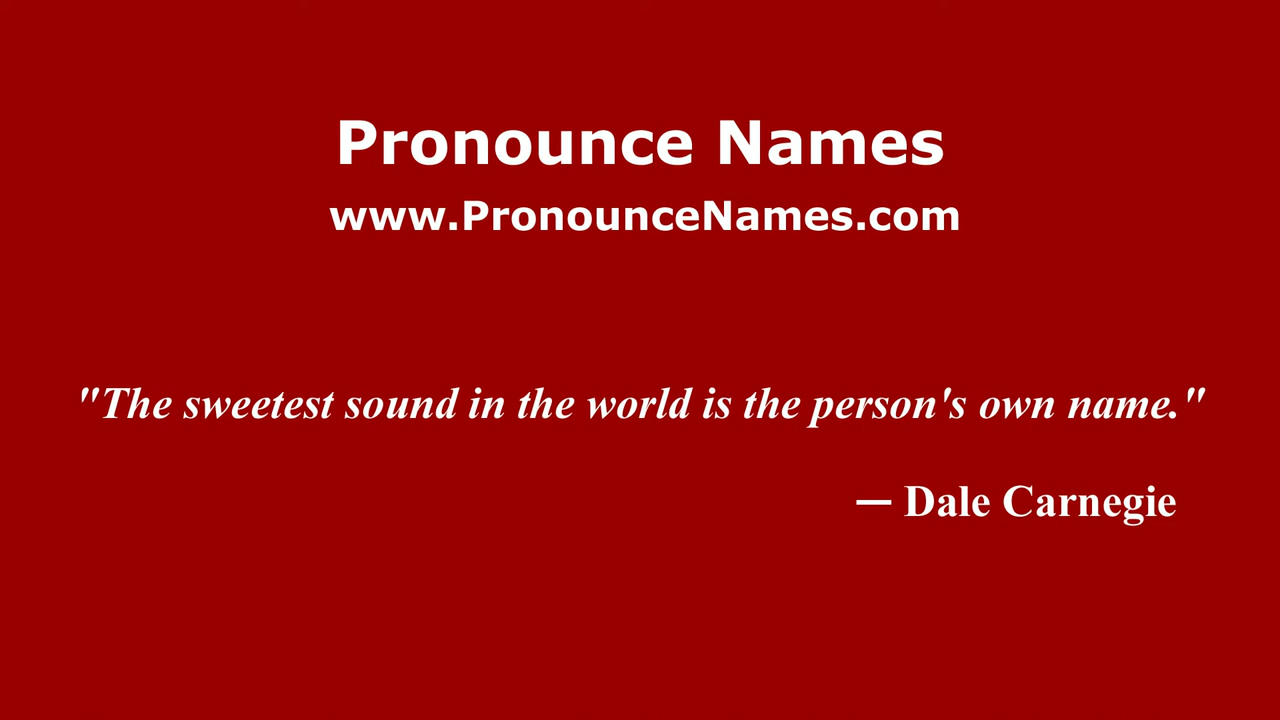 Pronounce Names
www.PronounceNames.com
"The sweetest sound in the world is the person's own name."
— Dale Carnegie